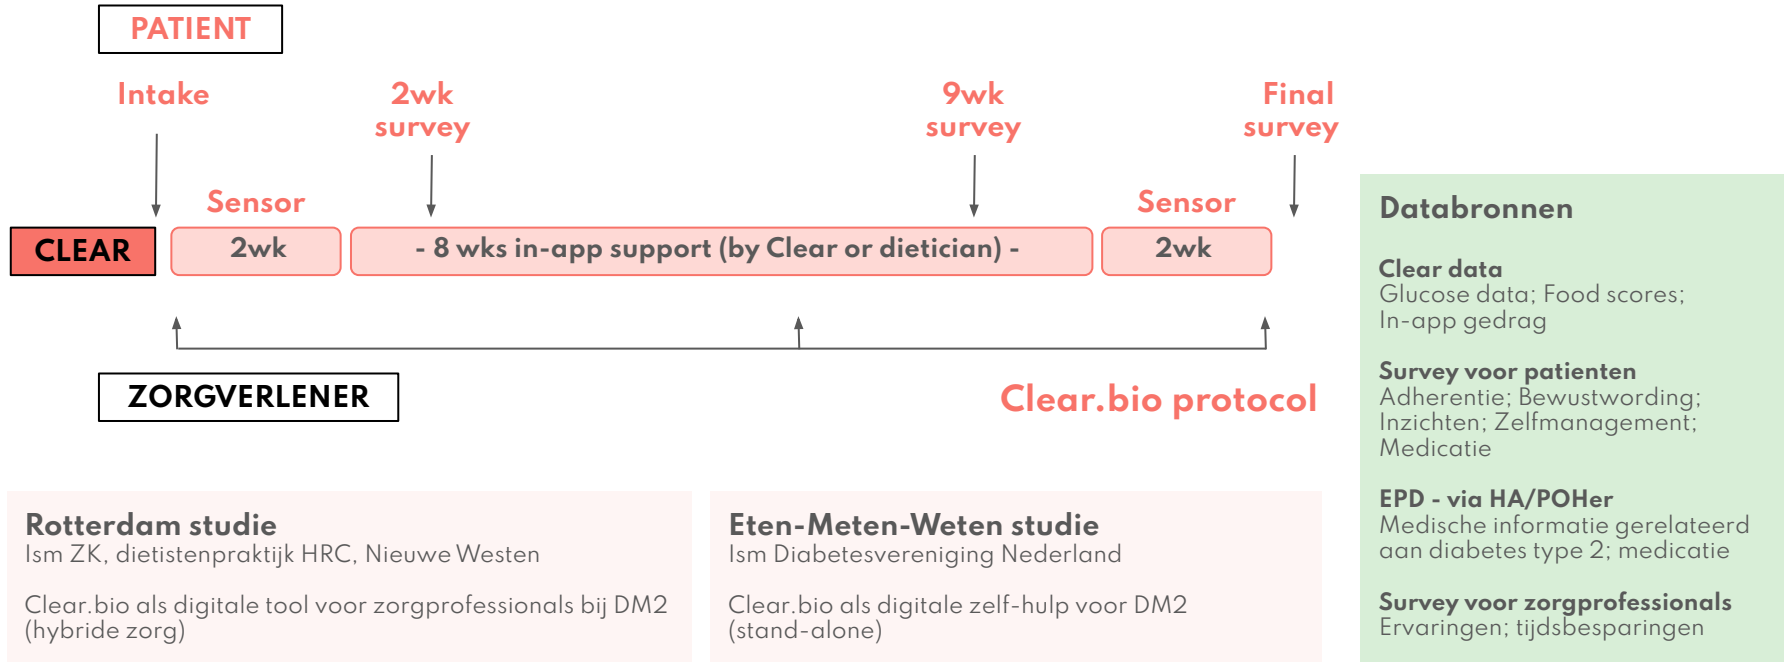 PATIENT
Intake
2wk
survey
9wk
survey
Final
survey
Sensor
Sensor
CLEAR
2wk
- 8 wks in-app support (by Clear or dietician) -
2wk
ZORGVERLENER
Clear.bio protocol
Rotterdam studie
Ism ZK, dietistenpraktijk HRC, Nieuwe Westen
Clear.bio als digitale tool voor zorgprofessionals bij DM2
(hybride zorg)
Eten-Meten-Weten studie
Ism Diabetesvereniging Nederland
Clear.bio als digitale zelf-hulp voor DM2
(stand-alone)
Databronnen
Clear data
Glucose data; Food scores;
In-app gedrag
Survey voor patienten
Adherentie; Bewustwording;
Inzichten; Zelfmanagement;
Medicatie
EPD - via HA/POHer
Medische informatie gerelateerd
aan diabetes type 2; medicatie
Survey voor zorgprofessionals
Ervaringen; tijdsbesparingen